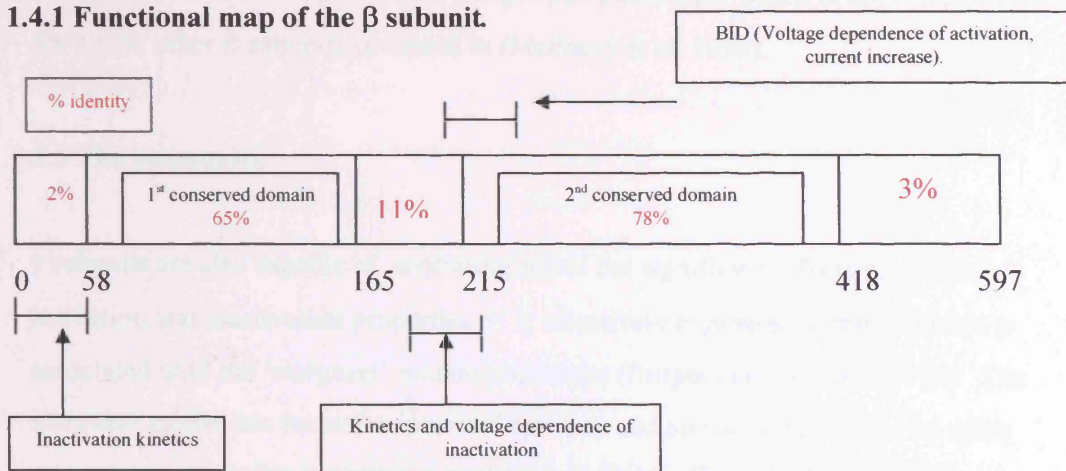 1.4.1 Functional map of the β subunit.
BID (Voltage dependence of activation,
current increase).
% identity
2%
1st conserved domain
65%
11%
2nd conserved domain
78%
3%
0 58 165 215 418 597
Inactivation kinetics
Kinetics and voltage dependence of
inactivation